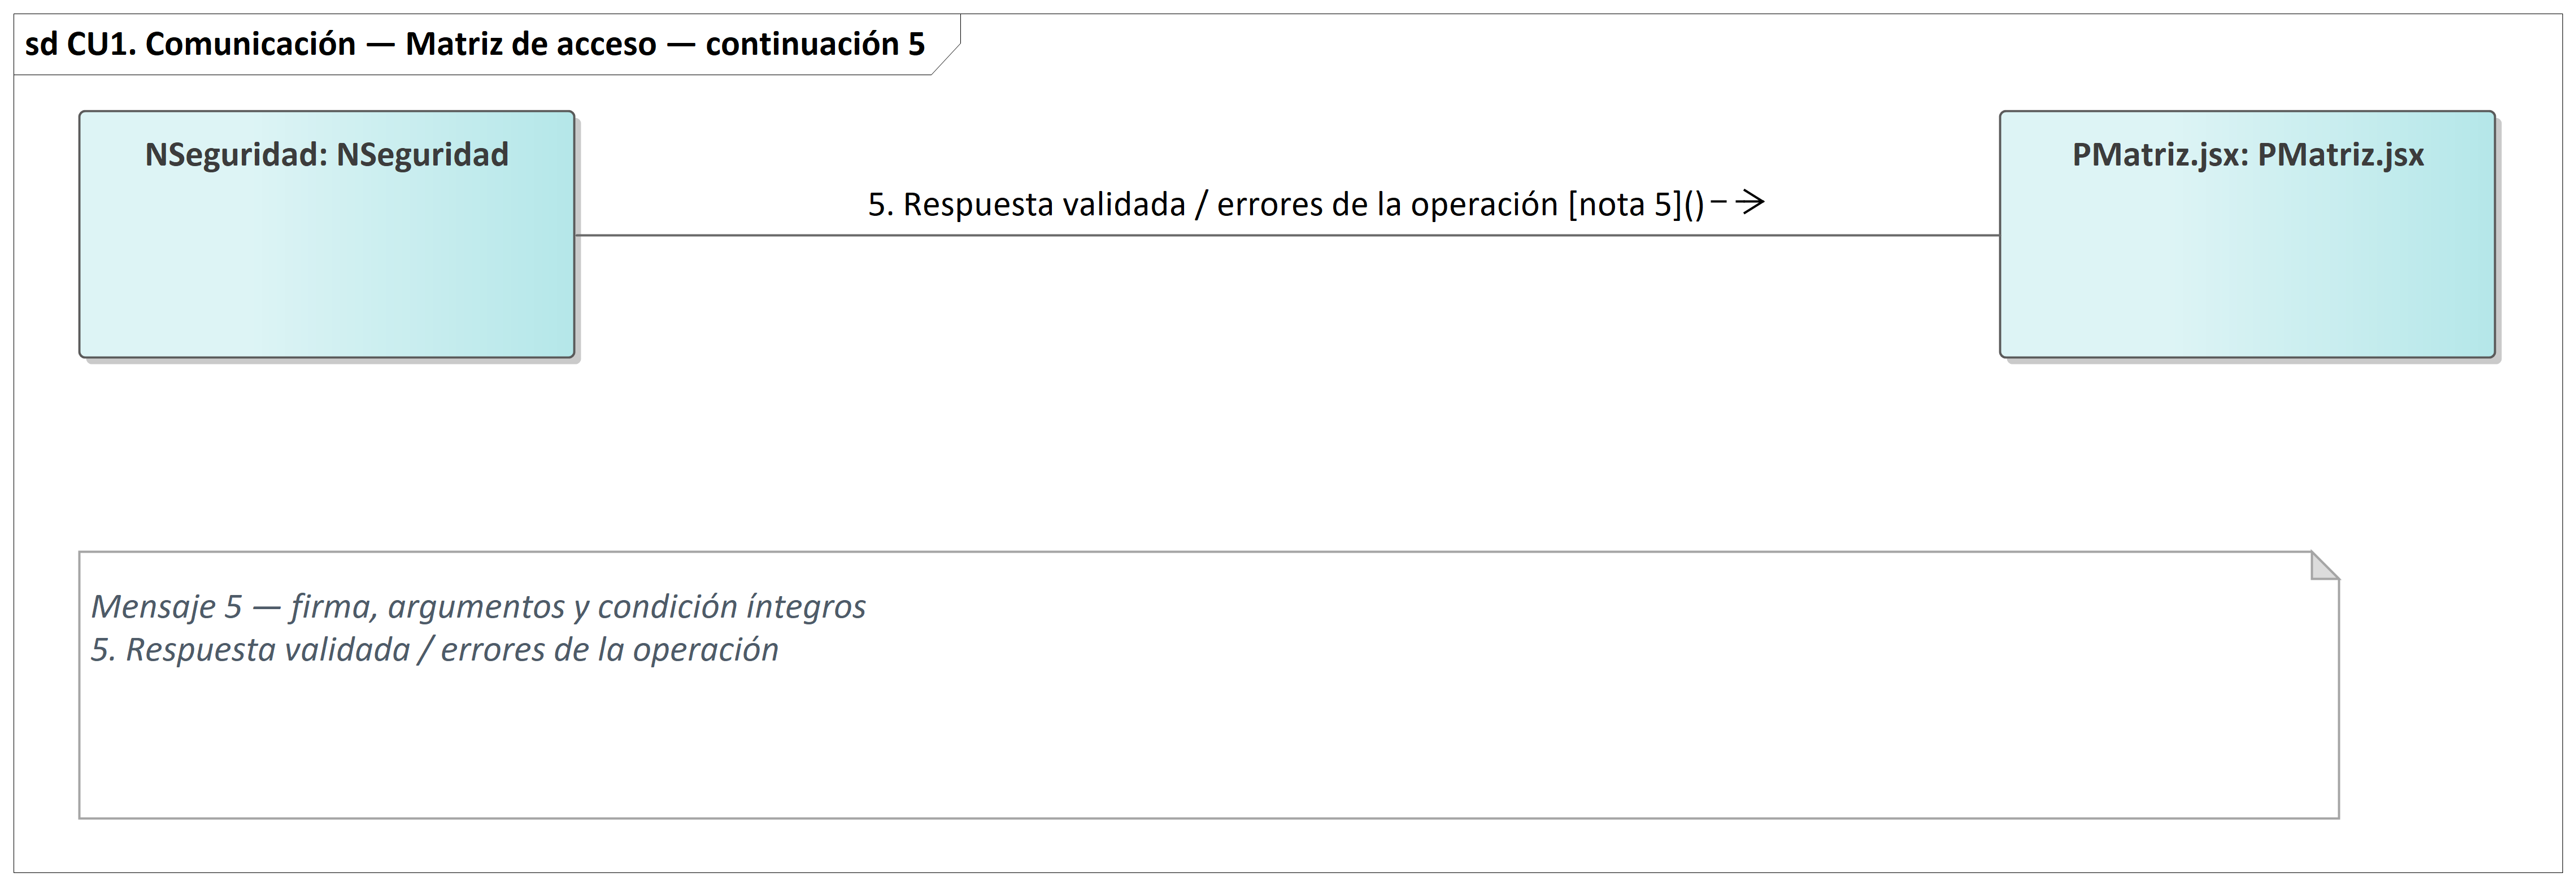 sd CU1. Comunicación — Matriz de acceso — continuación 5
NSeguridad: NSeguridad
PMatriz.jsx: PMatriz.jsx
5. Respuesta validada / errores de la operación [nota 5]()
Mensaje 5 — firma, argumentos y condición íntegros
5. Respuesta validada / errores de la operación